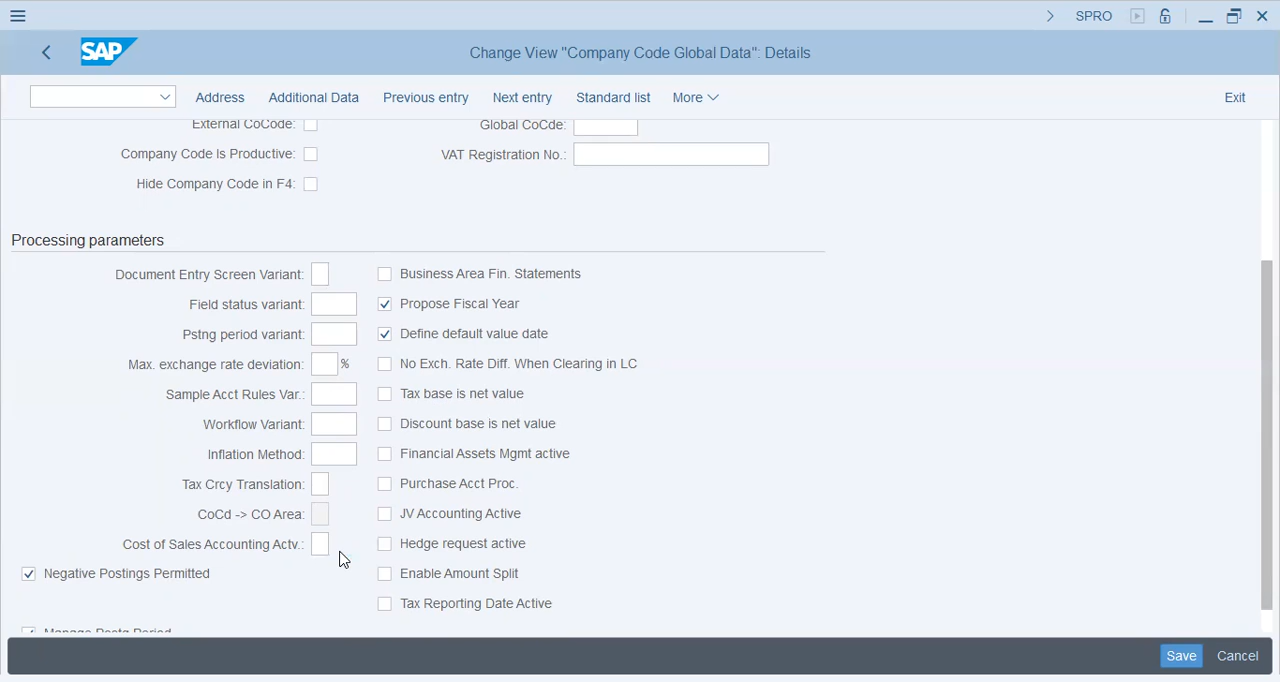 SPRO
SAP
Change View "Company Code Global Data": Details
Address Additional Data Previous entry Next entry Standard list More Exit
External CoCode: Global CoCde:
Company Code Is Productive: VAT Registration No.:
Hide Company Code in F4:
Processing parameters
Document Entry Screen Variant: Business Area Fin. Statements
Field status variant: Propose Fiscal Year
Pstng period variant: Define default value date
Max. exchange rate deviation: % No Exch. Rate Diff. When Clearing in LC
Sample Acct Rules Var.: Tax base is net value
Workflow Variant: Discount base is net value
Inflation Method: Financial Assets Mgmt active
Tax Crcy Translation: Purchase Acct Proc.
CoCd -> CO Area: JV Accounting Active
Cost of Sales Accounting Actv.: Hedge request active
Negative Postings Permitted Enable Amount Split
Tax Reporting Date Active
Manage Postg Period
Save Cancel